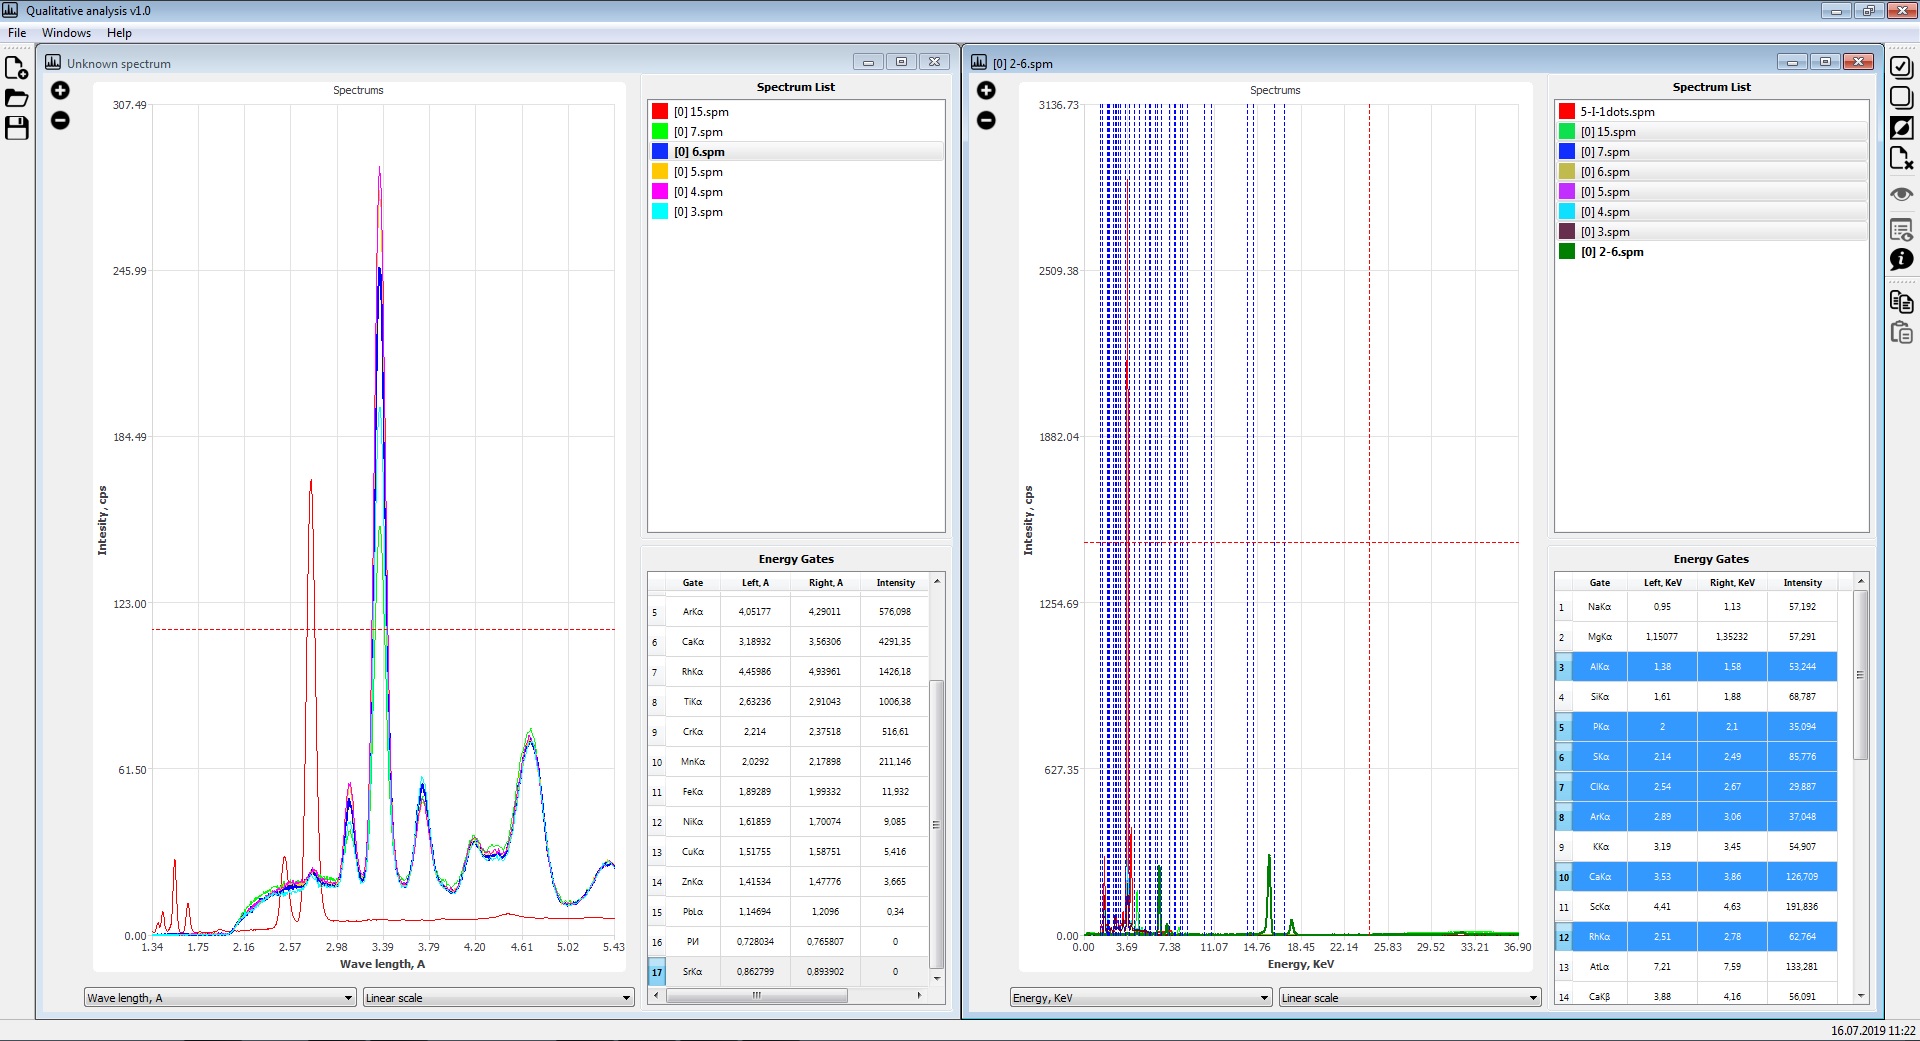 Qualitative analysis v1.0
File Windows Help
Unknown spectrum
Spectrums
307.49
245.99
184.49
123.00
61.50
0.00
Intesity, cps
1.34 1.75 2.16 2.57 2.98 3.39 3.79 4.20 4.61 5.02 5.43
Wave length, A
Wave length, A
Linear scale
Spectrum List
[0] 15.spm
[0] 7.spm
[0] 6.spm
[0] 5.spm
[0] 4.spm
[0] 3.spm
Energy Gates
Gate Left, A Right, A Intensity
5 ArKα 4,05177 4,29011 576,098
6 CaKα 3,18932 3,56306 4291,35
7 RhKα 4,45986 4,93961 1426,18
8 TiKα 2,63236 2,91043 1006,38
9 CrKα 2,214 2,37518 516,61
10 MnKα 2,0292 2,17898 211,146
11 FeKα 1,89289 1,99332 11,932
12 NiKα 1,61859 1,70074 9,085
13 CuKα 1,51755 1,58751 5,416
14 ZnKα 1,41534 1,47776 3,665
15 PbLα 1,14694 1,2096 0,34
16 РИ 0,728034 0,765807 0
17 SrKα 0,862799 0,893902 0
[0] 2-6.spm
Spectrums
3136.73
2509.38
1882.04
1254.69
627.35
0.00
Intesity, cps
0.00 3.69 7.38 11.07 14.76 18.45 22.14 25.83 29.52 33.21 36.90
Energy, KeV
Energy, KeV
Linear scale
Spectrum List
5-I-1dots.spm
[0] 15.spm
[0] 7.spm
[0] 6.spm
[0] 5.spm
[0] 4.spm
[0] 3.spm
[0] 2-6.spm
Energy Gates
Gate Left, KeV Right, KeV Intensity
1 NaKα 0,95 1,13 57,192
2 MgKα 1,15077 1,35232 57,291
3 AlKα 1,38 1,58 53,244
4 SiKα 1,61 1,88 68,787
5 PKα 2 2,1 35,094
6 SKα 2,14 2,49 85,776
7 ClKα 2,54 2,67 29,887
8 ArKα 2,89 3,06 37,048
9 KKα 3,19 3,45 54,907
10 CaKα 3,53 3,86 126,709
11 ScKα 4,41 4,63 191,836
12 RhKα 2,51 2,78 62,764
13 AtLα 7,21 7,59 133,281
14 CaKβ 3,88 4,16 56,091
16.07.2019 11:22